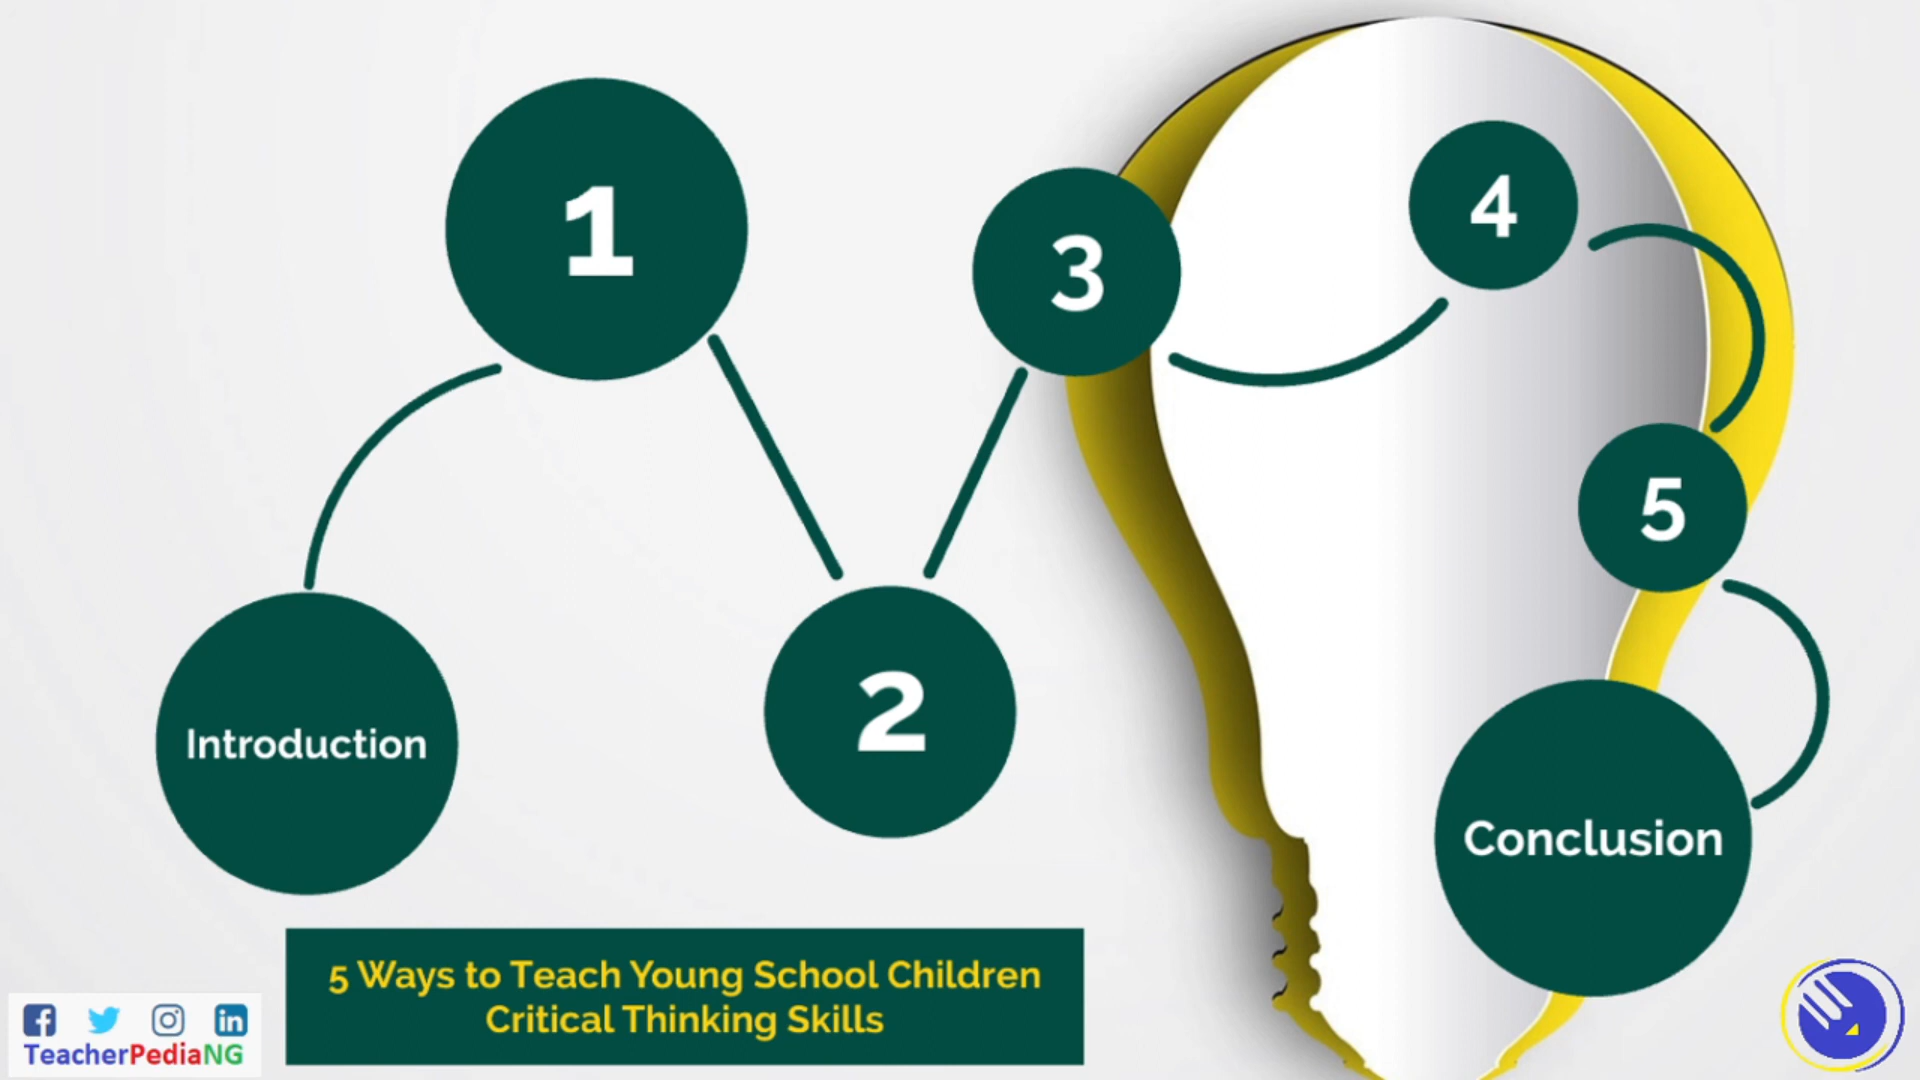 1
3
4
5
2
Introduction
Conclusion
5 Ways to Teach Young School Children
Critical Thinking Skills
TeacherPediaNG